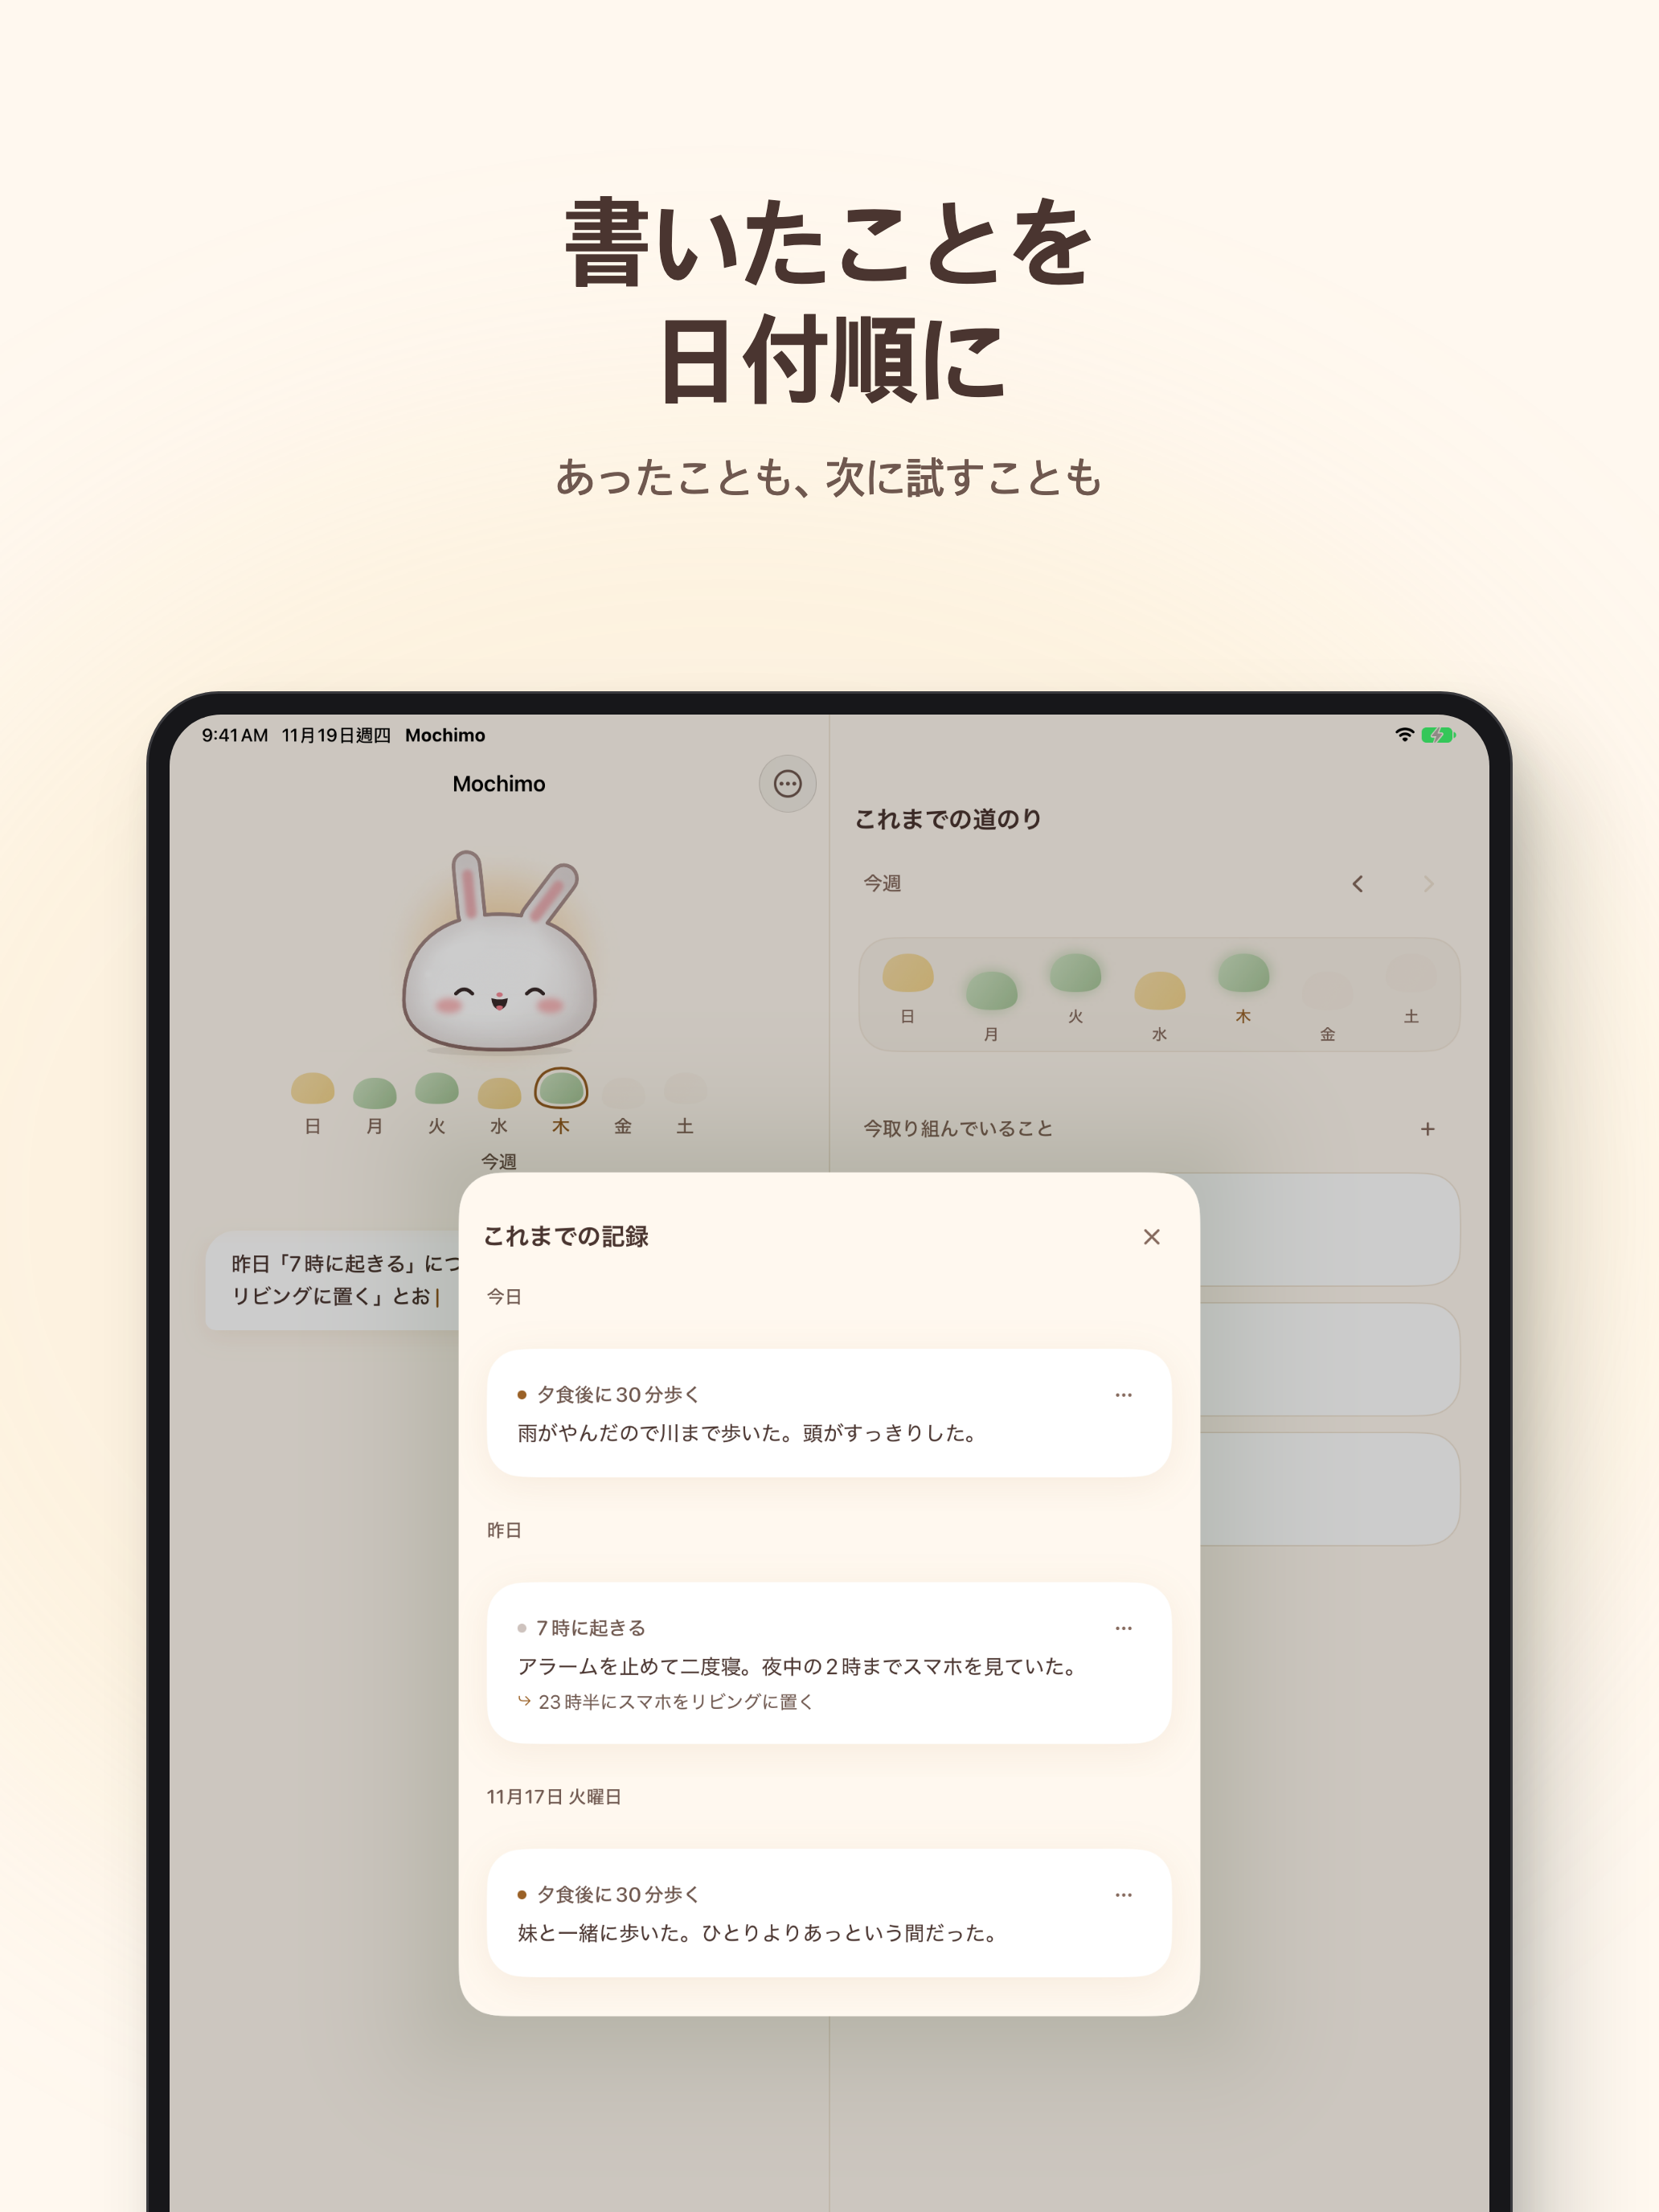 書いたことを
日付順に
あったことも、次に試すことも
9:41 AM 11月19日週四 Mochimo
Mochimo
日 月 火 水 木 金 土
今週
昨日「7時に起きる」につ
リビングに置く」とお
これまでの道のり
今週
日 月 火 水 木 金 土
今取り組んでいること
これまでの記録
今日
夕食後に30分歩く
雨がやんだので川まで歩いた。頭がすっきりした。
昨日
7時に起きる
アラームを止めて二度寝。夜中の2時までスマホを見ていた。
23時半にスマホをリビングに置く
11月17日 火曜日
夕食後に30分歩く
妹と一緒に歩いた。ひとりよりあっという間だった。